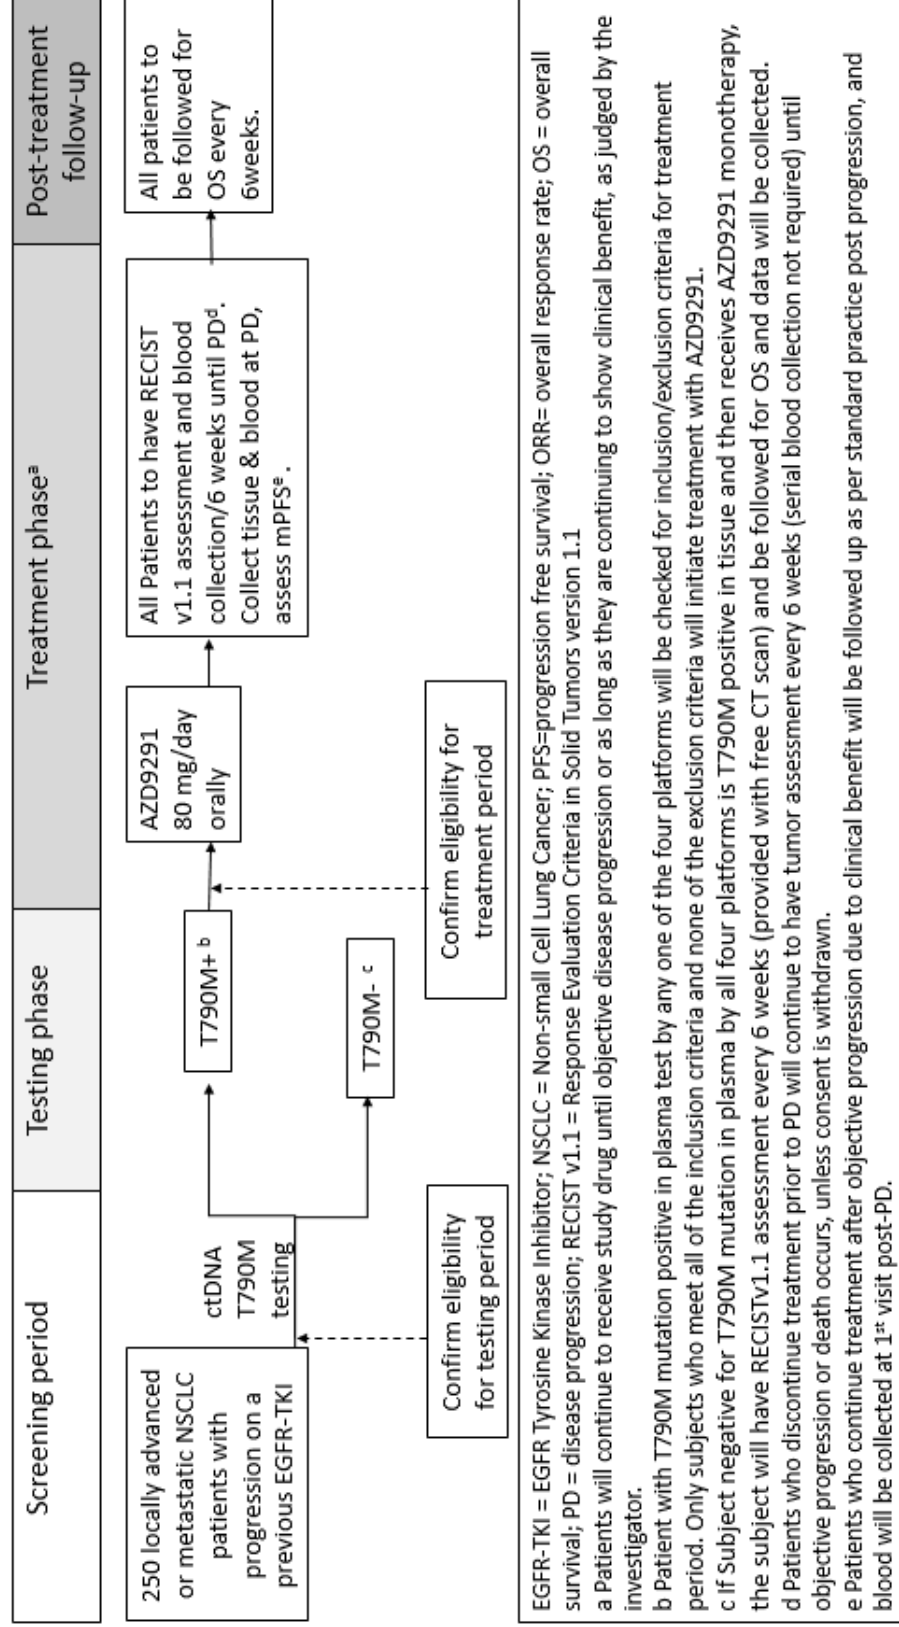 Screening period
Testing phase
Treatment phaseᵃ
Post-treatment
follow-up
250 locally advanced
or metastatic NSCLC
patients with
progression on a
previous EGFR-TKI
ctDNA
T790M
testing
Confirm eligibility
for testing period
T790M+ ᵇ
T790M- ᶜ
Confirm eligibility for
treatment period
AZD9291
80 mg/day
orally
All Patients to have RECIST
v1.1 assessment and blood
collection/6 weeks until PDᵈ.
Collect tissue & blood at PD,
assess mPFSᵉ.
All patients to
be followed for
OS every
6weeks.
EGFR-TKI = EGFR Tyrosine Kinase Inhibitor; NSCLC = Non-small Cell Lung Cancer; PFS=progression free survival; ORR= overall response rate; OS = overall
survival; PD = disease progression; RECIST v1.1 = Response Evaluation Criteria in Solid Tumors version 1.1
a Patients will continue to receive study drug until objective disease progression or as long as they are continuing to show clinical benefit, as judged by the
investigator.
b Patient with T790M mutation positive in plasma test by any one of the four platforms will be checked for inclusion/exclusion criteria for treatment
period. Only subjects who meet all of the inclusion criteria and none of the exclusion criteria will initiate treatment with AZD9291.
c If Subject negative for T790M mutation in plasma by all four platforms is T790M positive in tissue and then receives AZD9291 monotherapy,
the subject will have RECISTv1.1 assessment every 6 weeks (provided with free CT scan) and be followed for OS and data will be collected.
d Patients who discontinue treatment prior to PD will continue to have tumor assessment every 6 weeks (serial blood collection not required) until
objective progression or death occurs, unless consent is withdrawn.
e Patients who continue treatment after objective progression due to clinical benefit will be followed up as per standard practice post progression, and
blood will be collected at 1ˢᵗ visit post-PD.